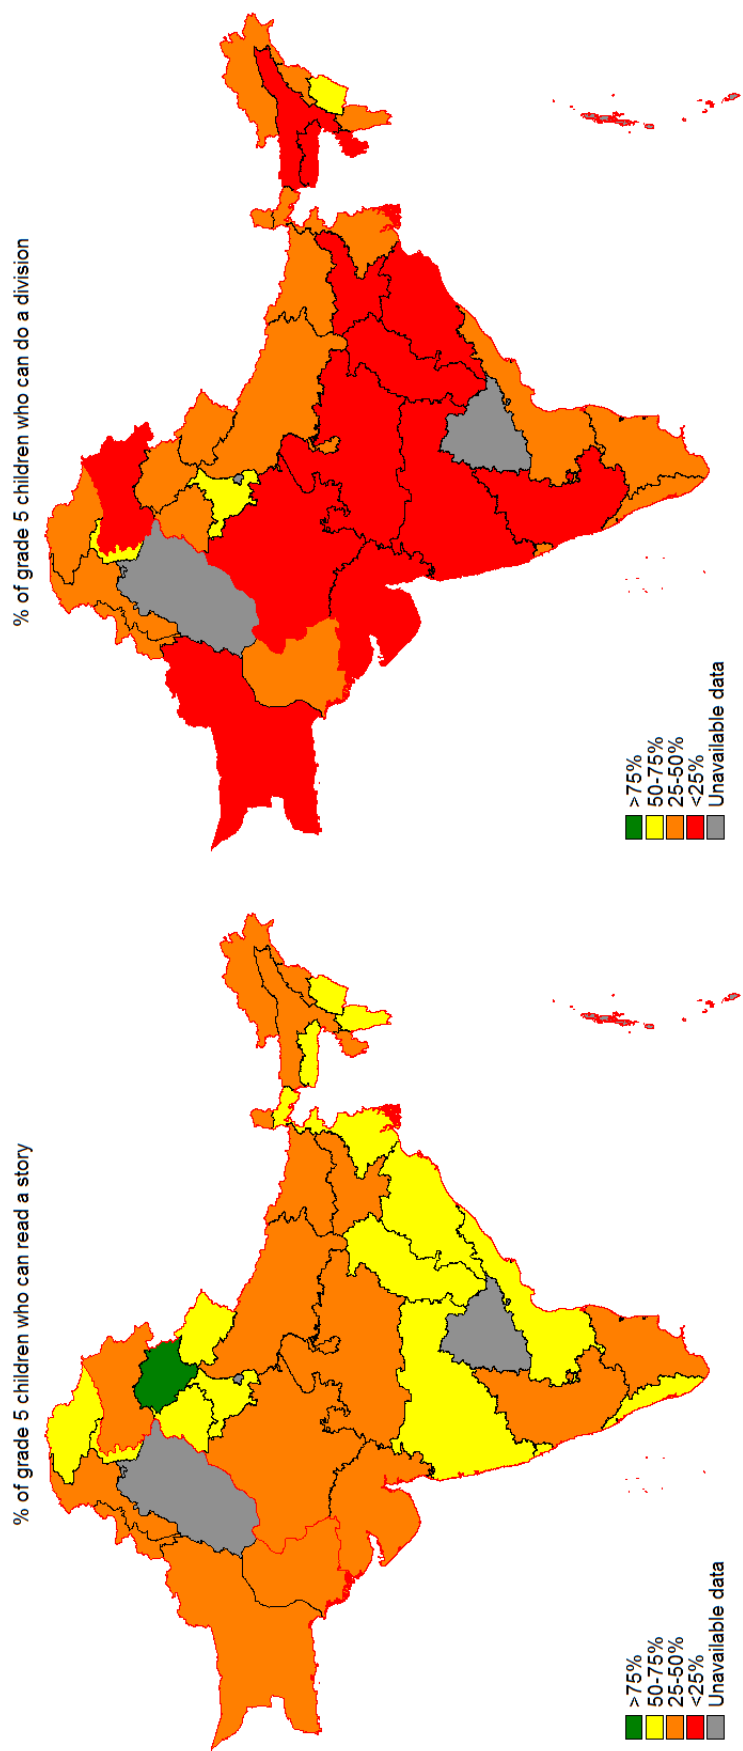 % of grade 5 children who can read a story
>75%
50-75%
25-50%
<25%
Unavailable data
% of grade 5 children who can do a division
>75%
50-75%
25-50%
<25%
Unavailable data